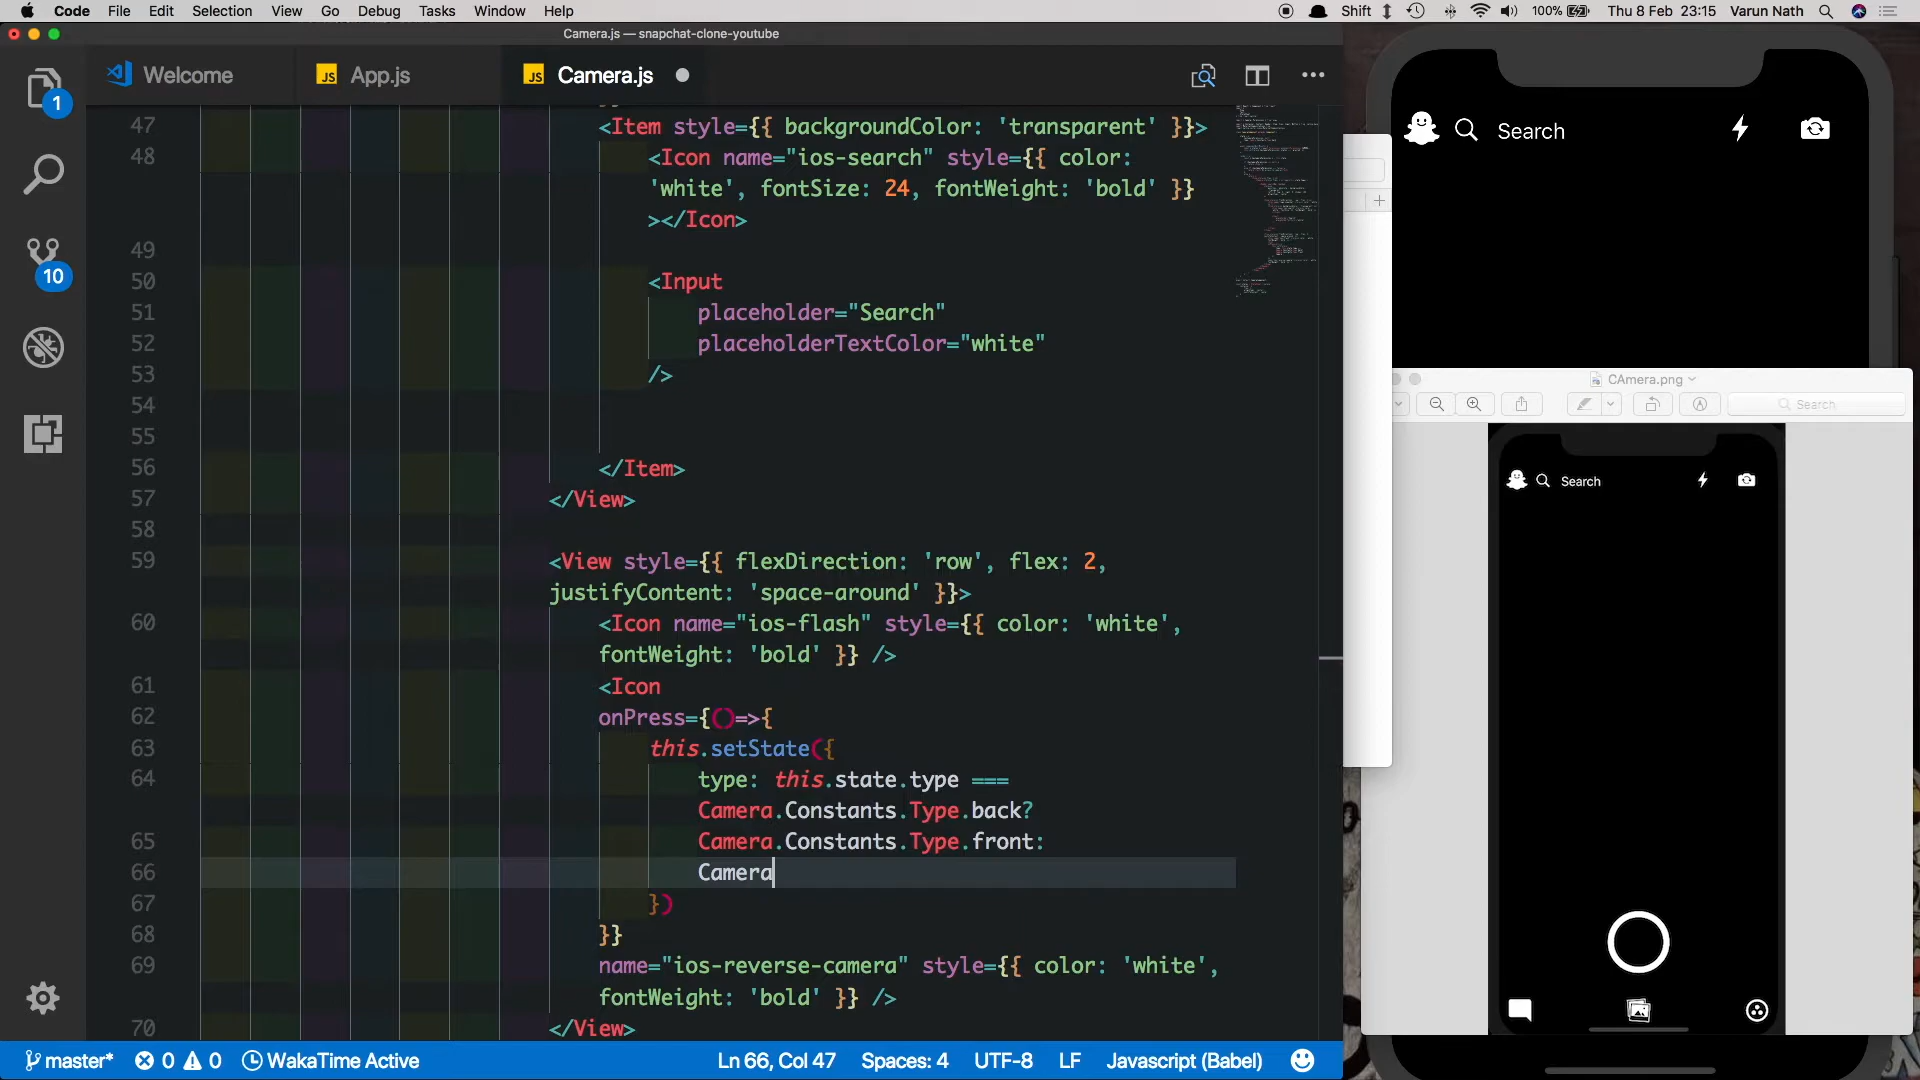 Code File Edit Selection View Go Debug Tasks Window Help Shift 100% Thu 8 Feb 23:15 Varun Nath
Camera.js — snapchat-clone-youtube
Welcome JS App.js JS Camera.js
1
10
47 <Item style={{ backgroundColor: 'transparent' }}>
48 <Icon name="ios-search" style={{ color:
'white', fontSize: 24, fontWeight: 'bold' }}
></Icon>
49
50 <Input
51 placeholder="Search"
52 placeholderTextColor="white"
53 />
54
55
56 </Item>
57 </View>
58
59 <View style={{ flexDirection: 'row', flex: 2,
justifyContent: 'space-around' }}>
60 <Icon name="ios-flash" style={{ color: 'white',
fontWeight: 'bold' }} />
61 <Icon
62 onPress={()=>{
63 this.setState({
64 type: this.state.type ===
Camera.Constants.Type.back?
65 Camera.Constants.Type.front:
66 Camera
67 })
68 }}
69 name="ios-reverse-camera" style={{ color: 'white',
fontWeight: 'bold' }} />
70 </View>
master* 0 0 WakaTime Active Ln 66, Col 47 Spaces: 4 UTF-8 LF Javascript (Babel)
Search
CAmera.png
Search
Search